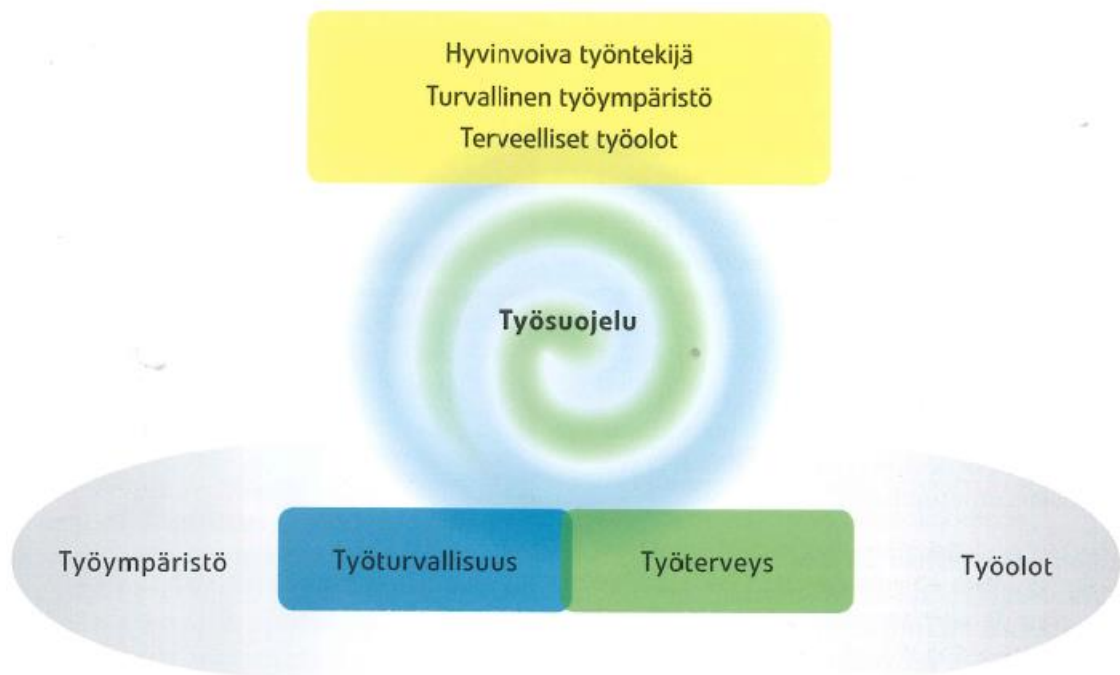 Hyvinvoiva työntekijä
Turvallinen työympäristö
Terveelliset työolot
Työsuojelu
Työympäristö
Työturvallisuus
Työterveys
Työolot